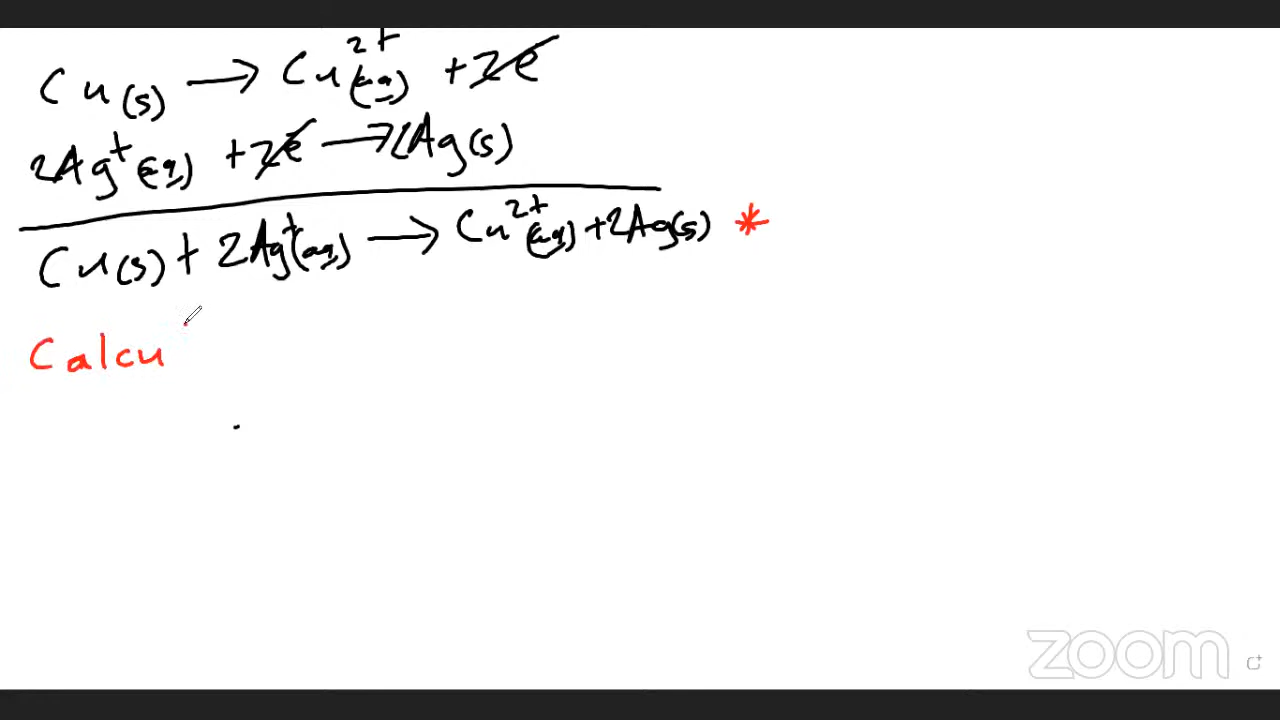 Cu(s) → Cu²⁺(aq) + 2e
2Ag⁺(aq) + 2e → 2Ag(s)
Cu(s) + 2Ag⁺(aq) → Cu²⁺(aq) + 2Ag(s) *
Calcu
zoom